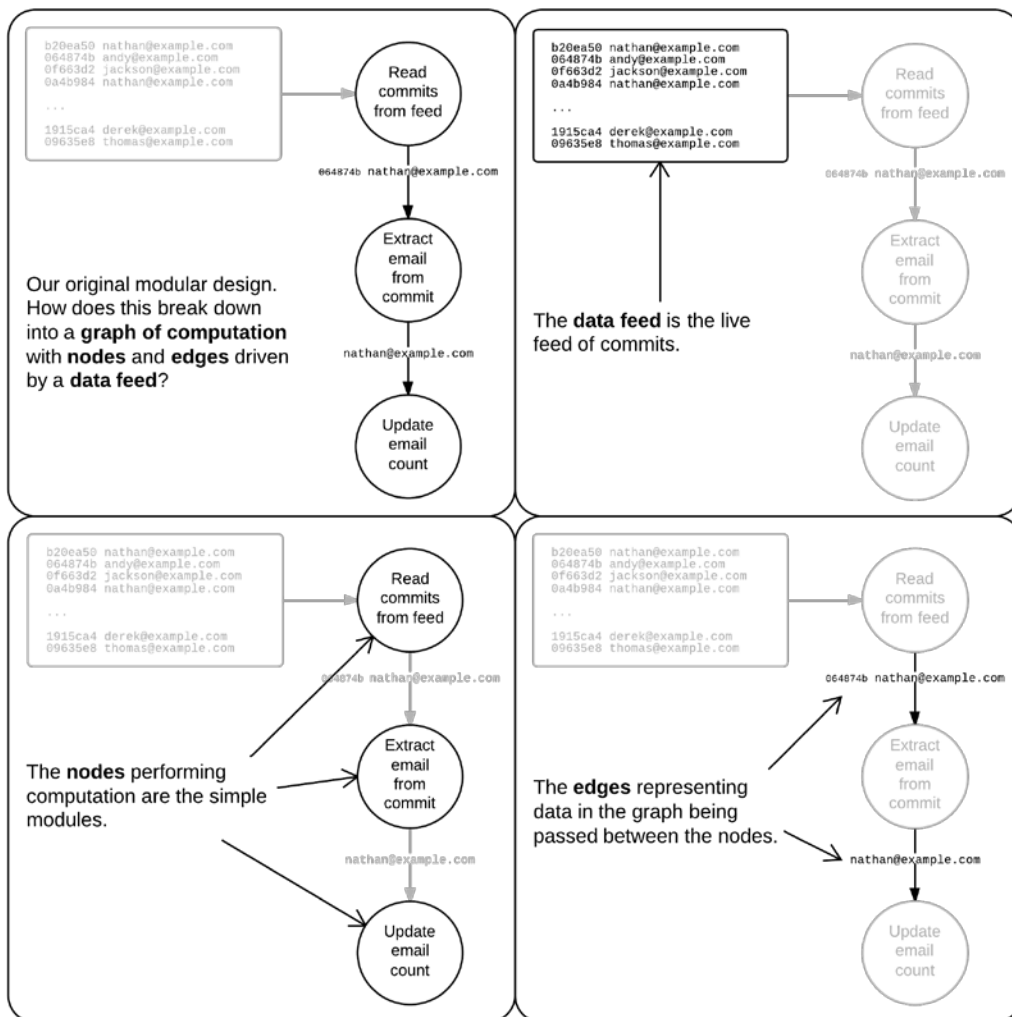 b20ea50 nathan@example.com
064874b andy@example.com
0f663d2 jackson@example.com
0a4b984 nathan@example.com
...
1915ca4 derek@example.com
09635e8 thomas@example.com
Read
commits
from feed
064874b nathan@example.com
Extract
email
from
commit
Our original modular design.
How does this break down
into a graph of computation
with nodes and edges driven
by a data feed?
nathan@example.com
Update
email
count
b20ea50 nathan@example.com
064874b andy@example.com
0f663d2 jackson@example.com
0a4b984 nathan@example.com
...
1915ca4 derek@example.com
09635e8 thomas@example.com
Read
commits
from feed
064874b nathan@example.com
Extract
email
from
commit
The data feed is the live
feed of commits.
nathan@example.com
Update
email
count
b20ea50 nathan@example.com
064874b andy@example.com
0f663d2 jackson@example.com
0a4b984 nathan@example.com
...
1915ca4 derek@example.com
09635e8 thomas@example.com
Read
commits
from feed
064874b nathan@example.com
Extract
email
from
commit
The nodes performing
computation are the simple
modules.
nathan@example.com
Update
email
count
b20ea50 nathan@example.com
064874b andy@example.com
0f663d2 jackson@example.com
0a4b984 nathan@example.com
...
1915ca4 derek@example.com
09635e8 thomas@example.com
Read
commits
from feed
064874b nathan@example.com
Extract
email
from
commit
The edges representing
data in the graph being
passed between the nodes.
nathan@example.com
Update
email
count